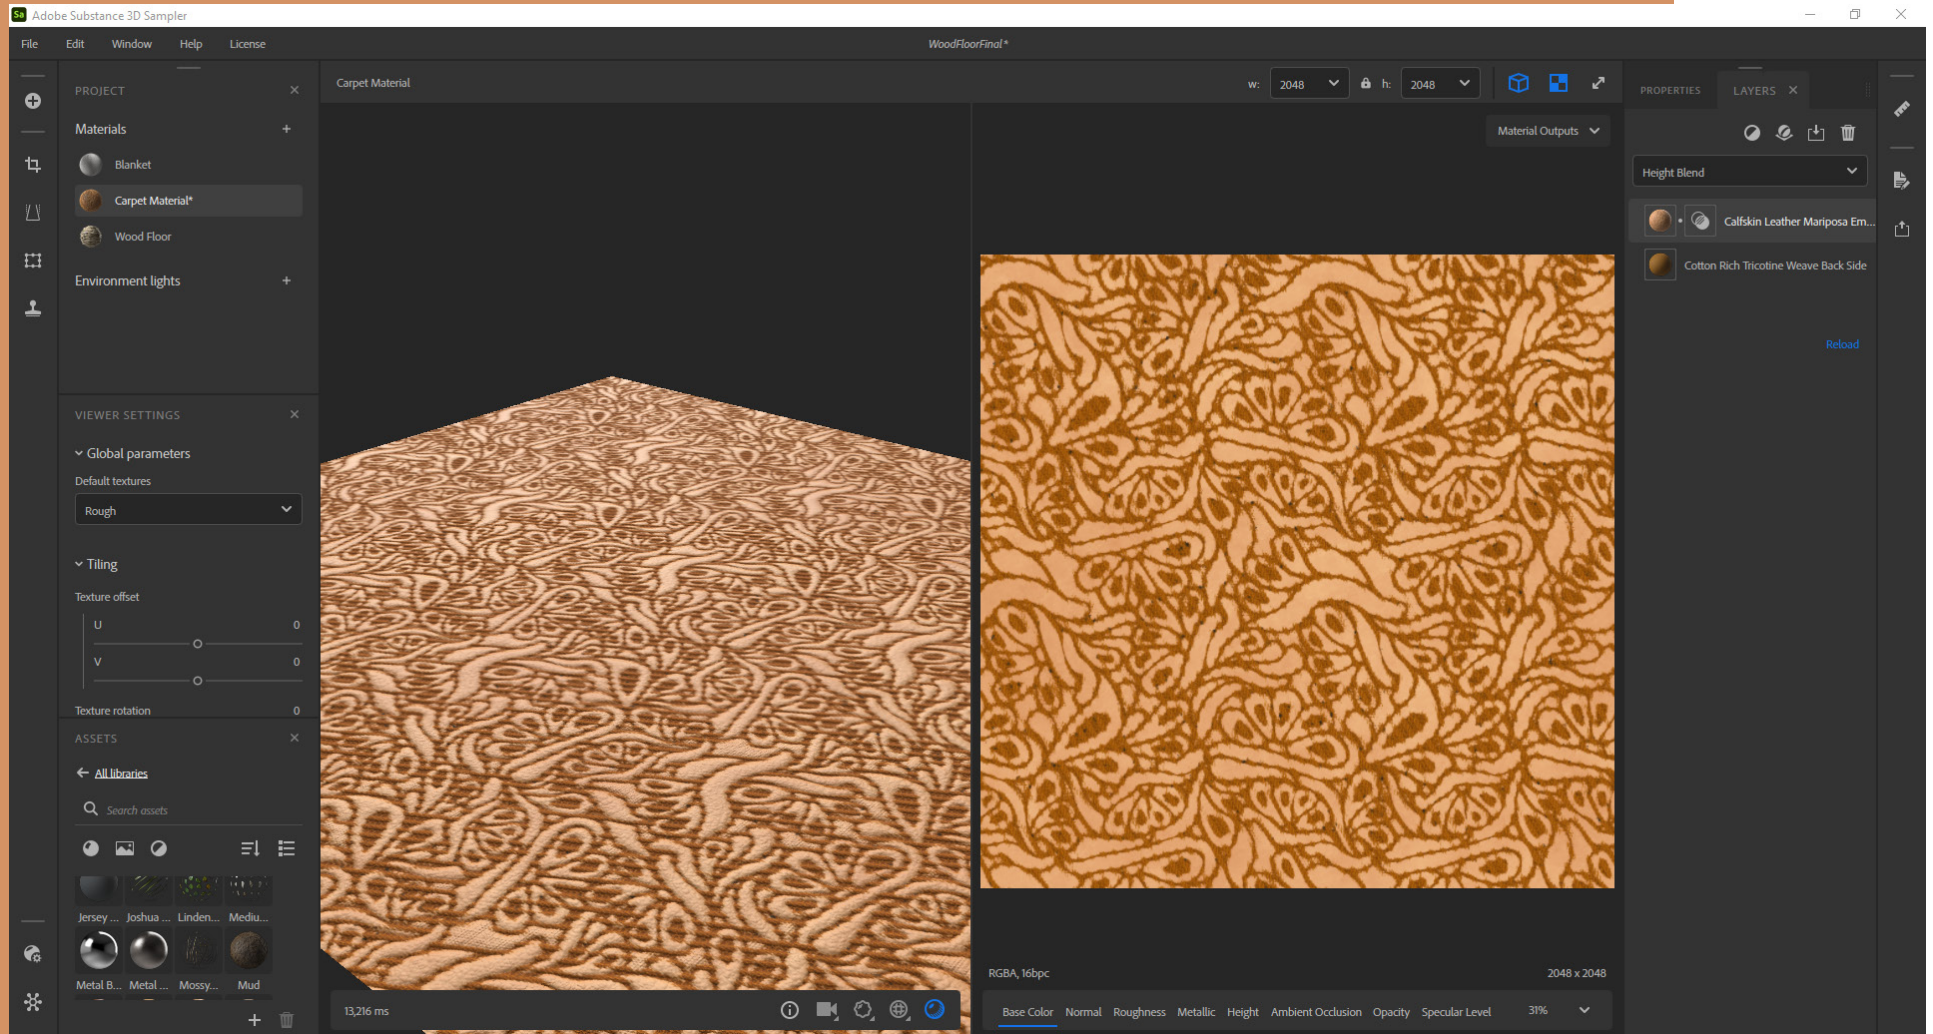 Sa Adobe Substance 3D Sampler
File Edit Window Help License
WoodFloorFinal*
PROJECT
Materials
Blanket
Carpet Material*
Wood Floor
Environment lights
VIEWER SETTINGS
Global parameters
Default textures
Rough
Tiling
Texture offset
U 0
V 0
Texture rotation 0
ASSETS
All libraries
Search assets
Jersey ... Joshua ... Linden... Mediu...
Metal B... Metal ... Mossy... Mud
Carpet Material
w: 2048 h: 2048
Material Outputs
13,216 ms
RGBA, 16bpc
2048 x 2048
Base Color Normal Roughness Metallic Height Ambient Occlusion Opacity Specular Level 31%
PROPERTIES LAYERS
Height Blend
Calfskin Leather Mariposa Em...
Cotton Rich Tricotine Weave Back Side
Reload